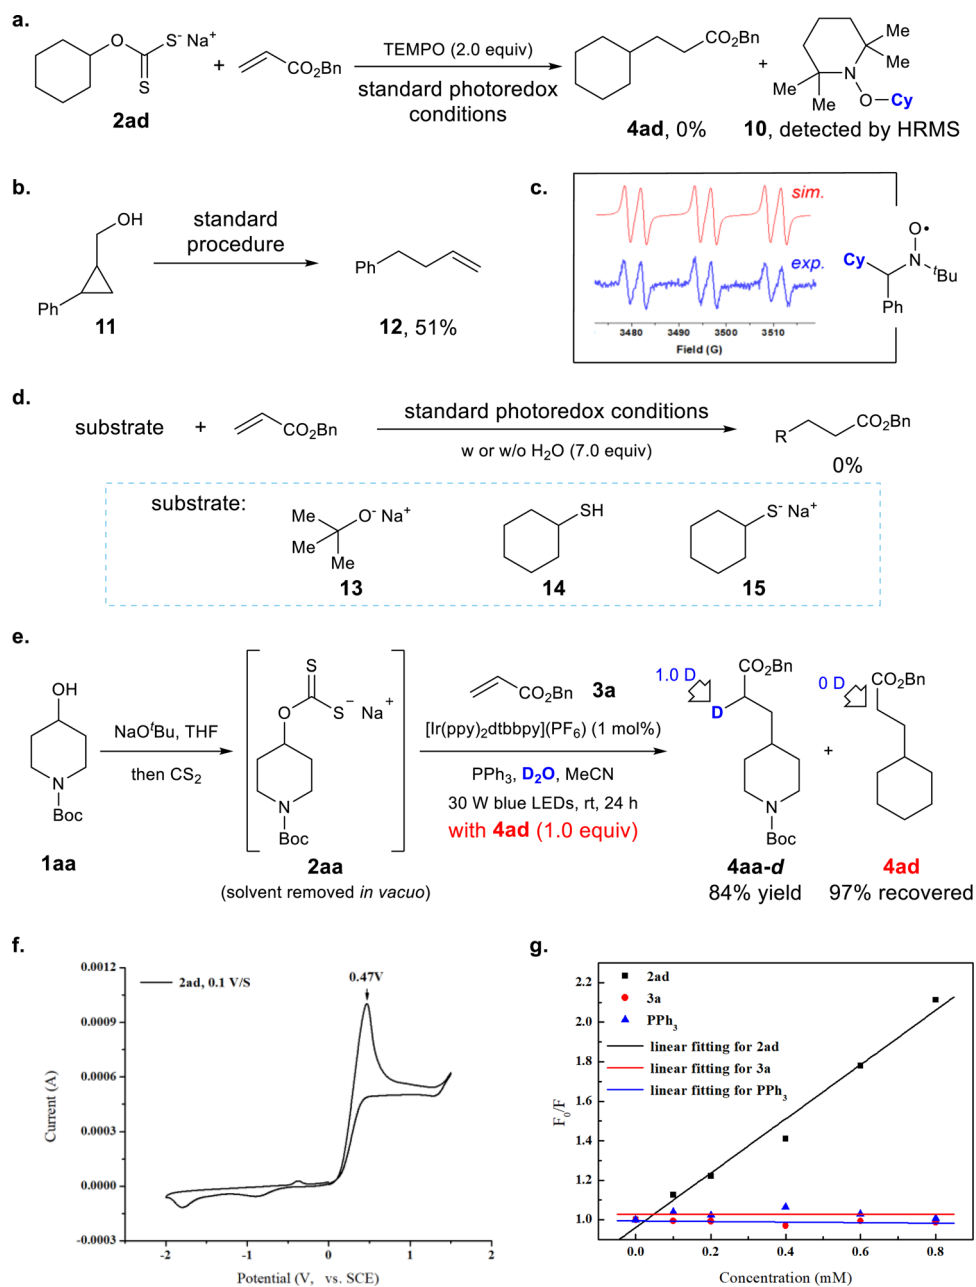 a.
O
S⁻ Na⁺
S
2ad
+
CO₂Bn
TEMPO (2.0 equiv)
standard photoredox
conditions
CO₂Bn
4ad, 0%
+
Me
Me
Me
Me
N
O
Cy
10, detected by HRMS
b.
OH
Ph
11
standard
procedure
Ph
12, 51%
c.
sim.
exp.
3480 3490 3500 3510
Field (G)
O•
Cy
N
ᵗBu
Ph
d.
substrate + CO₂Bn
standard photoredox conditions
w or w/o H₂O (7.0 equiv)
R CO₂Bn
0%
substrate:
Me
Me
Me
O⁻ Na⁺
13
SH
14
S⁻ Na⁺
15
e.
OH
N
Boc
1aa
NaOᵗBu, THF
then CS₂
S
O
S⁻ Na⁺
N
Boc
2aa
(solvent removed in vacuo)
CO₂Bn 3a
[Ir(ppy)₂dtbbpy](PF₆) (1 mol%)
PPh₃, D₂O, MeCN
30 W blue LEDs, rt, 24 h
with 4ad (1.0 equiv)
1.0 D
CO₂Bn
D
N
Boc
4aa-d
84% yield
+
0 D
CO₂Bn
4ad
97% recovered
f.
0.0012
0.0009
0.0006
0.0003
0.0000
-0.0003
Current (A)
2ad, 0.1 V/S
0.47V
-2 -1 0 1 2
Potential (V, vs. SCE)
g.
2.2
2.0
1.8
1.6
1.4
1.2
1.0
F₀/F
2ad
3a
PPh₃
linear fitting for 2ad
linear fitting for 3a
linear fitting for PPh₃
0.0 0.2 0.4 0.6 0.8
Concentration (mM)